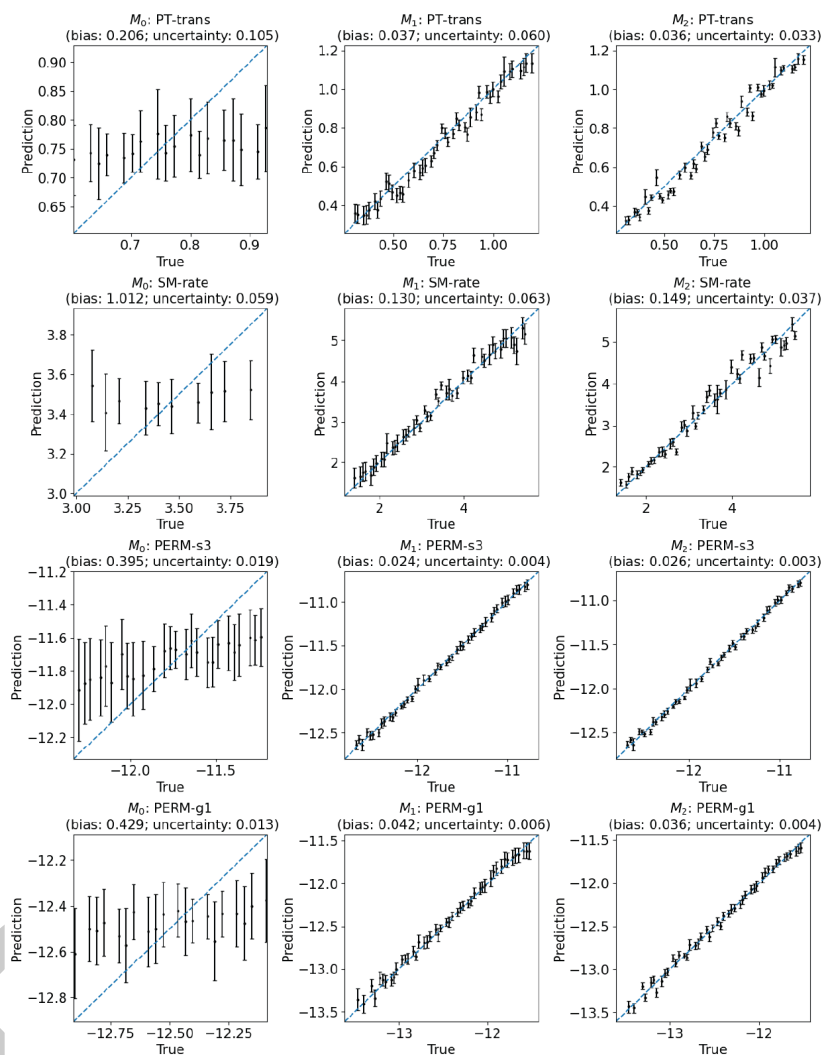 M₀: PT-trans
(bias: 0.206; uncertainty: 0.105)
M₁: PT-trans
(bias: 0.037; uncertainty: 0.060)
M₂: PT-trans
(bias: 0.036; uncertainty: 0.033)
Prediction
0.90
0.85
0.80
0.75
0.70
0.65
0.7 0.8 0.9
True
Prediction
1.2
1.0
0.8
0.6
0.4
0.50 0.75 1.00
True
Prediction
1.2
1.0
0.8
0.6
0.4
0.50 0.75 1.00
True
M₀: SM-rate
(bias: 1.012; uncertainty: 0.059)
M₁: SM-rate
(bias: 0.130; uncertainty: 0.063)
M₂: SM-rate
(bias: 0.149; uncertainty: 0.037)
Prediction
3.8
3.6
3.4
3.2
3.0
3.00 3.25 3.50 3.75
True
Prediction
5
4
3
2
2 4
True
Prediction
5
4
3
2
2 4
True
M₀: PERM-s3
(bias: 0.395; uncertainty: 0.019)
M₁: PERM-s3
(bias: 0.024; uncertainty: 0.004)
M₂: PERM-s3
(bias: 0.026; uncertainty: 0.003)
Prediction
−11.2
−11.4
−11.6
−11.8
−12.0
−12.2
−12.0 −11.5
True
Prediction
−11.0
−11.5
−12.0
−12.5
−12 −11
True
Prediction
−11.0
−11.5
−12.0
−12.5
−12 −11
True
M₀: PERM-g1
(bias: 0.429; uncertainty: 0.013)
M₁: PERM-g1
(bias: 0.042; uncertainty: 0.006)
M₂: PERM-g1
(bias: 0.036; uncertainty: 0.004)
Prediction
−12.2
−12.4
−12.6
−12.8
−12.75 −12.50 −12.25
True
Prediction
−11.5
−12.0
−12.5
−13.0
−13.5
−13 −12
True
Prediction
−11.5
−12.0
−12.5
−13.0
−13.5
−13 −12
True